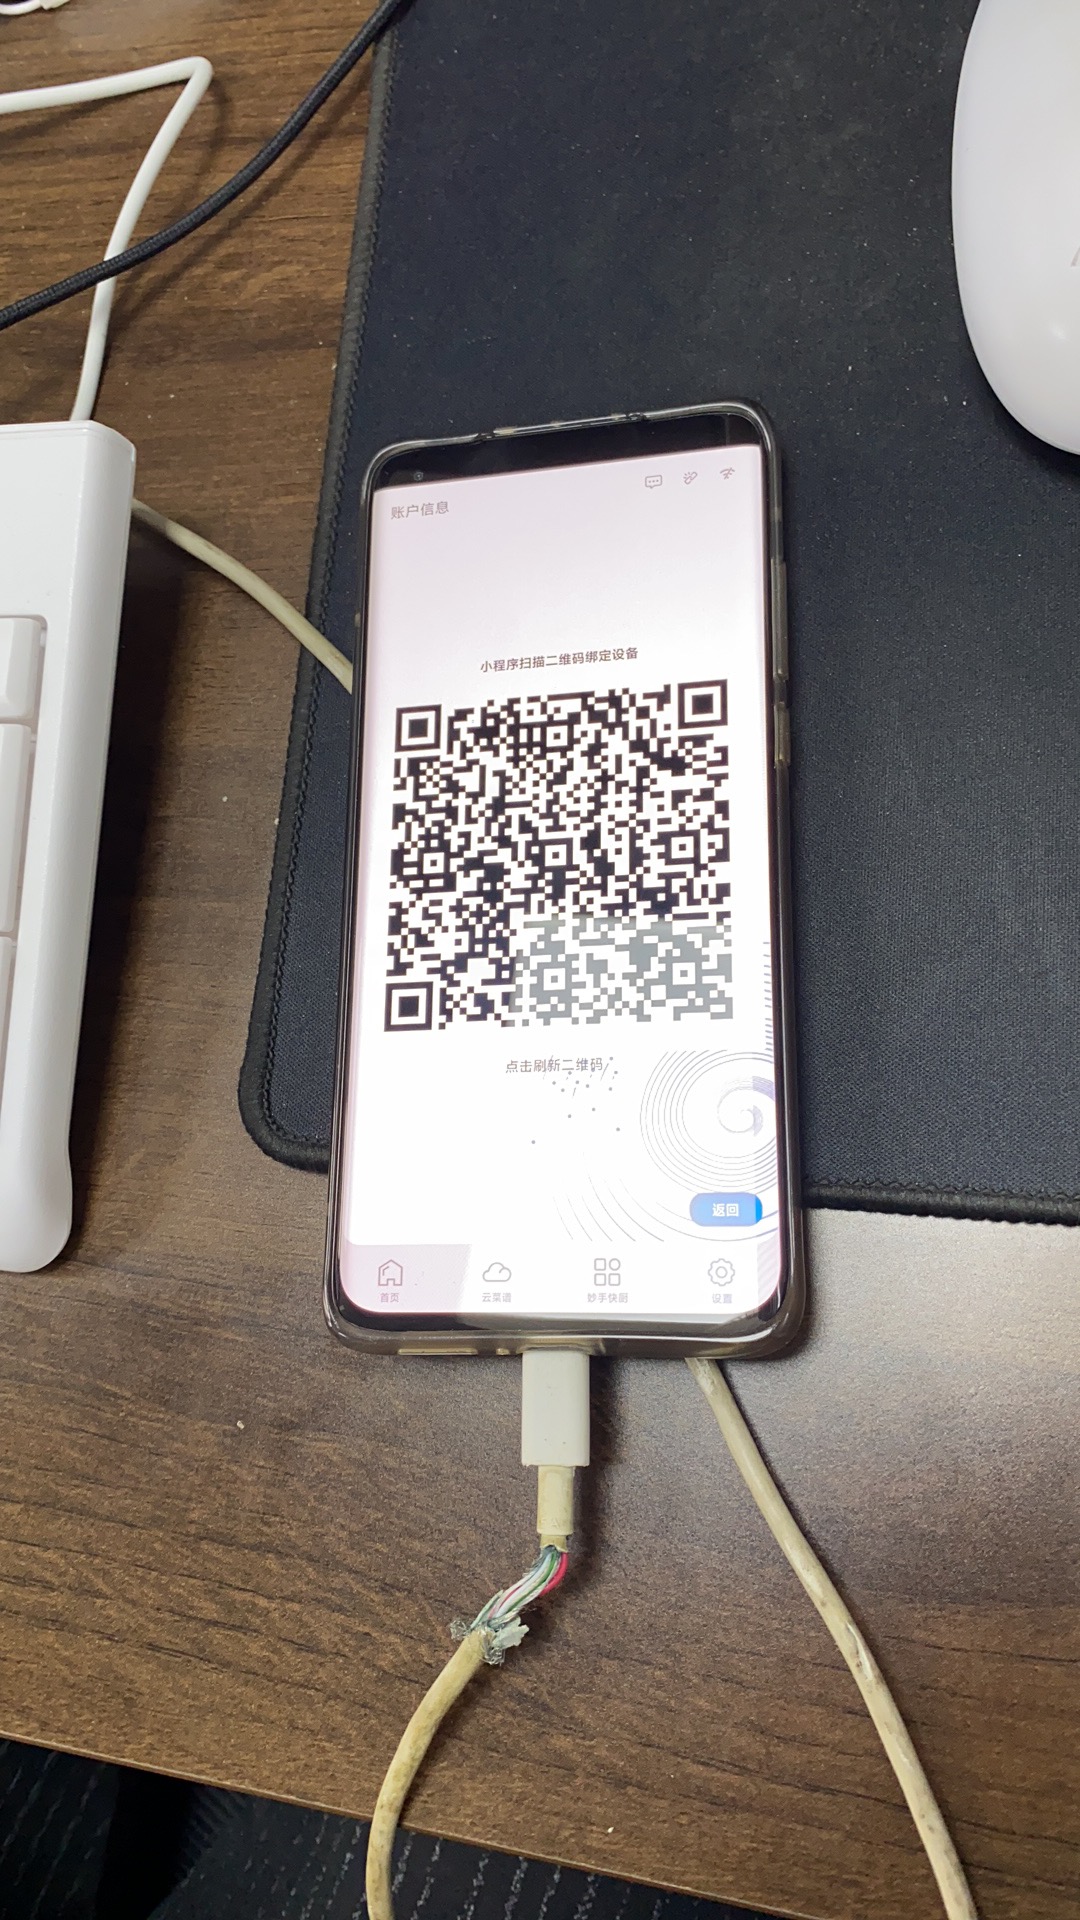 账户信息
小程序扫描二维码绑定设备
点击刷新二维码
返回
首页
云菜谱
妙手快厨
设置